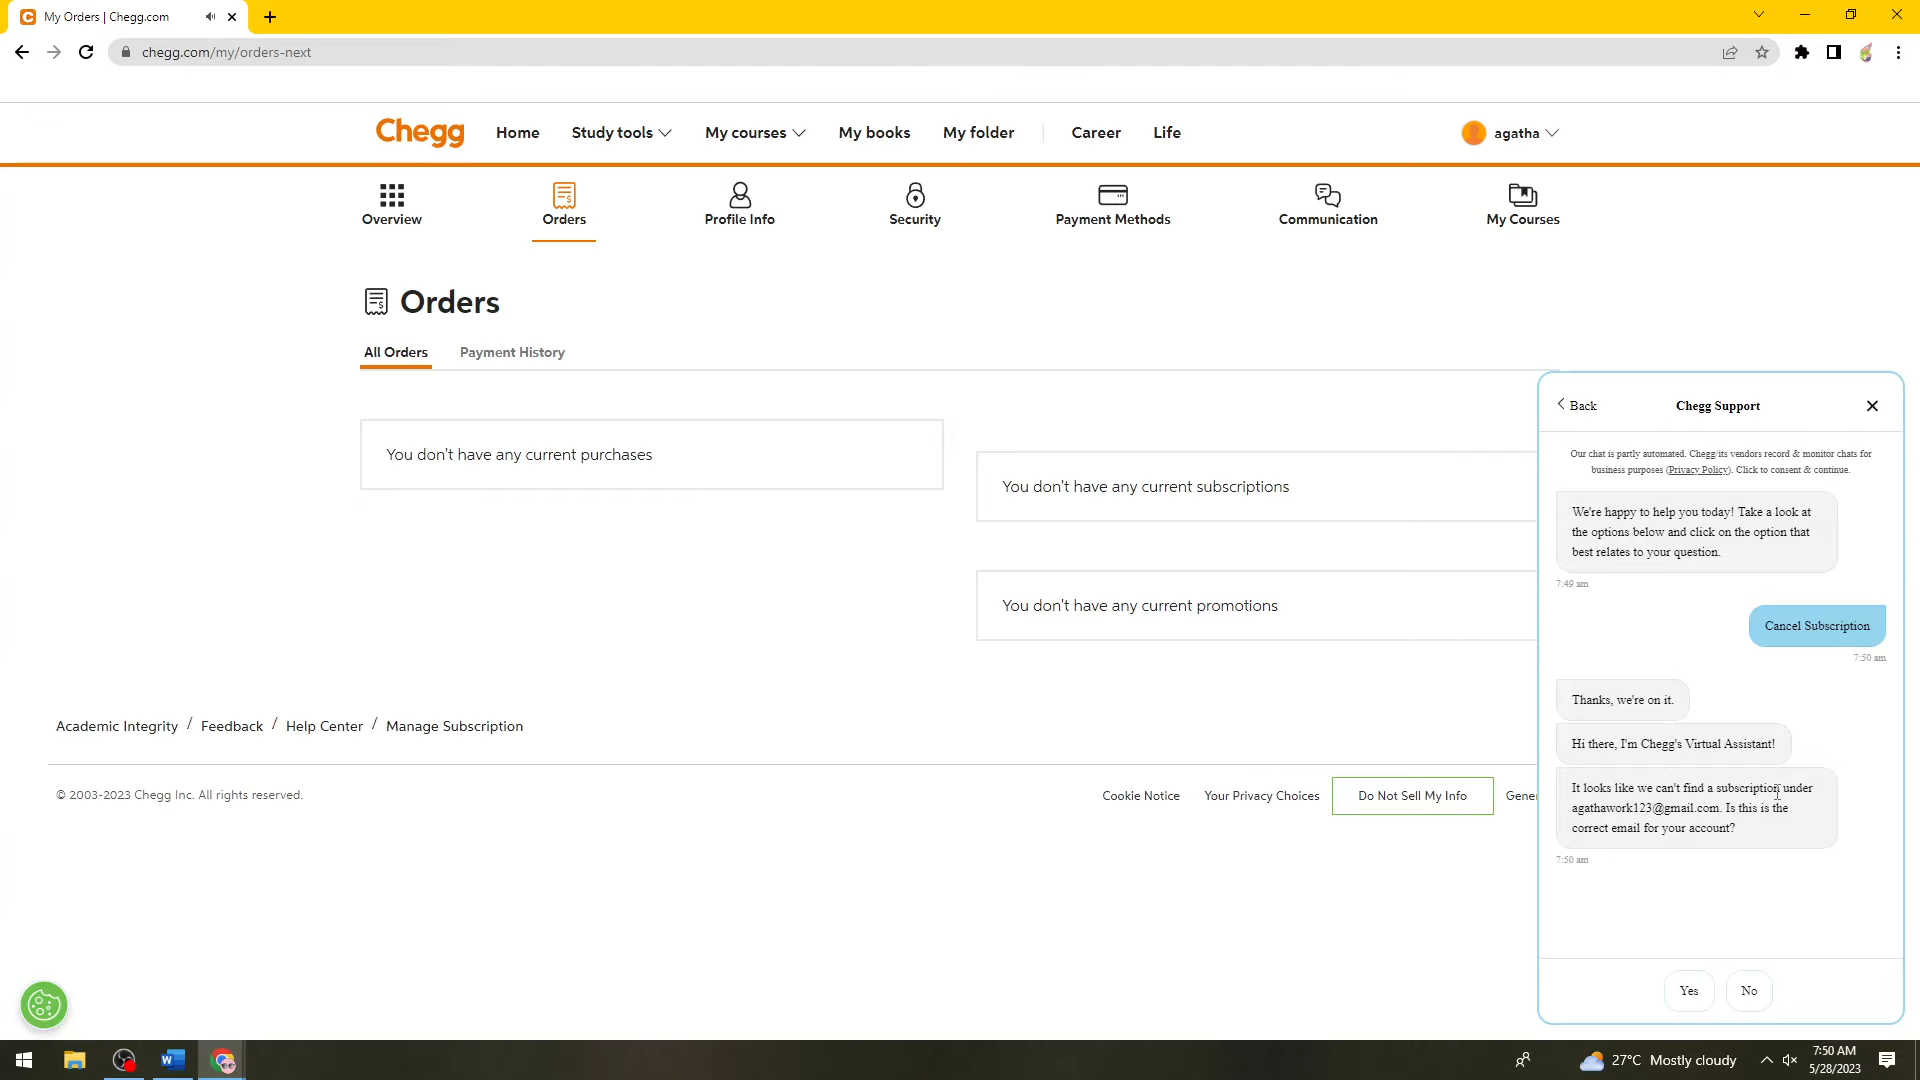 My Orders | Chegg.com
chegg.com/my/orders-next
Chegg
Home
Study tools
My courses
My books
My folder
Career
Life
agatha
Overview
Orders
Profile Info
Security
Payment Methods
Communication
My Courses
Orders
All Orders
Payment History
You don't have any current purchases
You don't have any current subscriptions
You don't have any current promotions
Academic Integrity / Feedback / Help Center / Manage Subscription
© 2003-2023 Chegg Inc. All rights reserved.
Cookie Notice
Your Privacy Choices
Do Not Sell My Info
Gener
Back
Chegg Support
Our chat is partly automated. Chegg/its vendors record & monitor chats for
business purposes (Privacy Policy). Click to consent & continue.
We're happy to help you today! Take a look at
the options below and click on the option that
best relates to your question.
7:49 am
Cancel Subscription
7:50 am
Thanks, we're on it.
Hi there, I'm Chegg's Virtual Assistant!
It looks like we can't find a subscription under
agathawork123@gmail.com. Is this is the
correct email for your account?
7:50 am
Yes
No
27°C Mostly cloudy
7:50 AM
5/28/2023